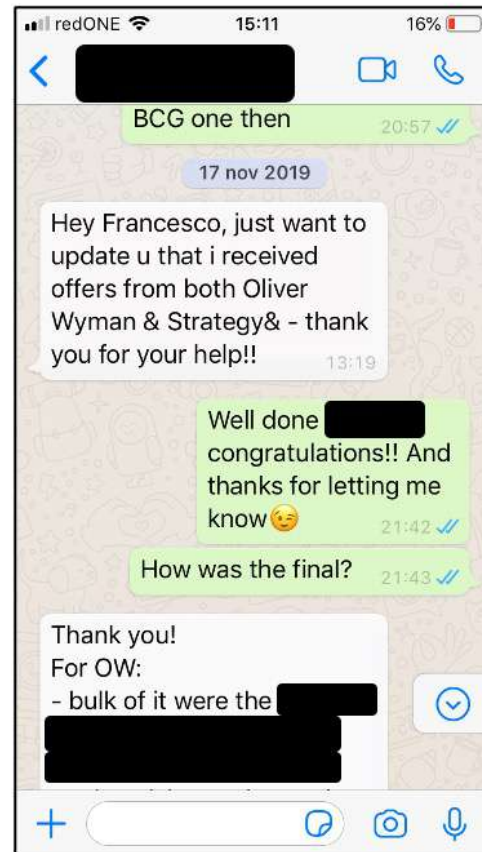 redONE 15:11 16%
BCG one then
20:57
17 nov 2019
Hey Francesco, just want to
update u that i received
offers from both Oliver
Wyman & Strategy& - thank
you for your help!! 13:19
Well done
congratulations!! And
thanks for letting me
know😉 21:42
How was the final? 21:43
Thank you!
For OW:
- bulk of it were the